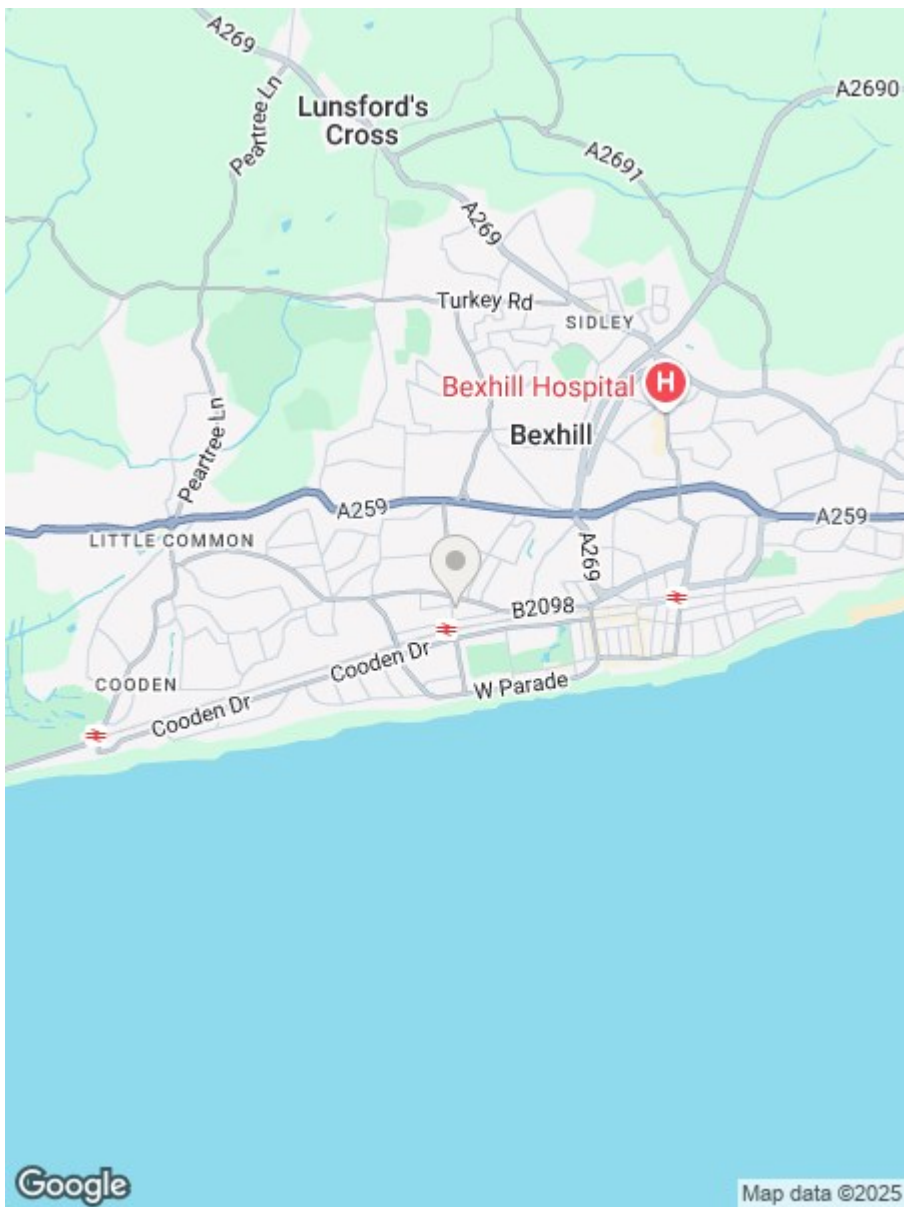 A269
A2690
Lunsford's
Cross
Peartree Ln
A2691
A269
Turkey Rd
SIDLEY
Bexhill Hospital
H
Bexhill
Peartree Ln
A259
A259
LITTLE COMMON
A269
B2098
Cooden Dr
W Parade
COODEN
Cooden Dr
Google
Map data ©2025